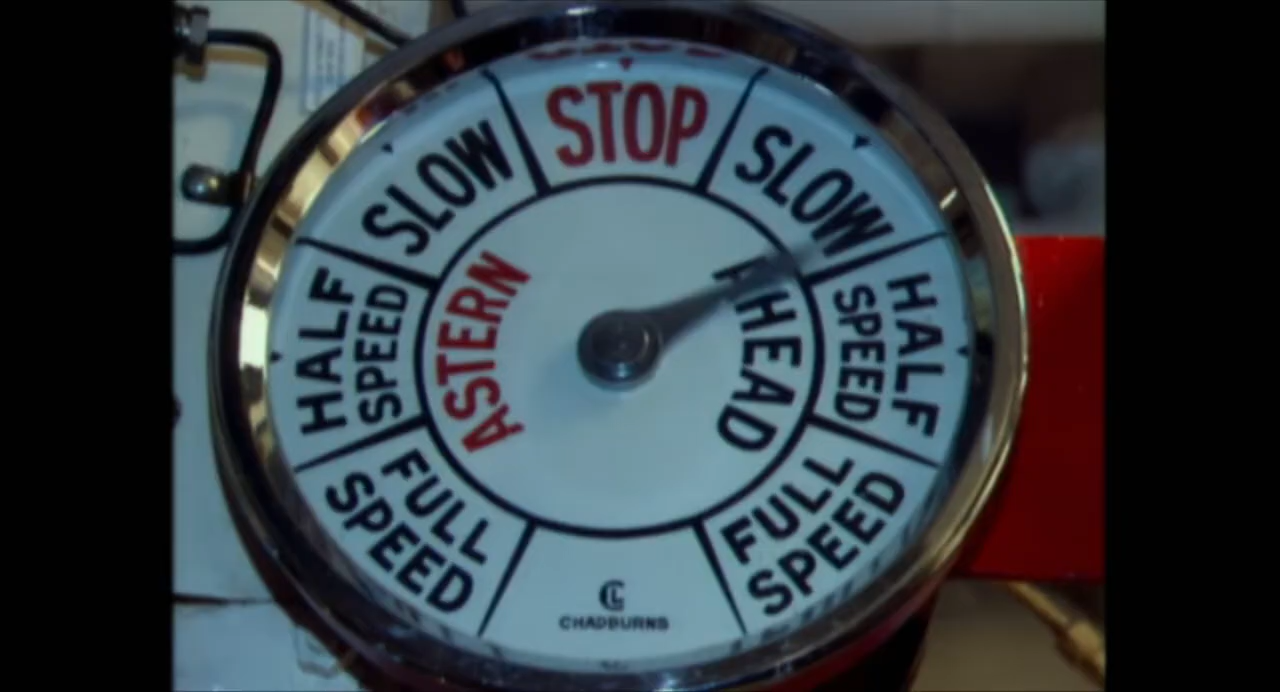 STOP
SLOW
SLOW
HALF
SPEED
HALF
SPEED
ASTERN
AHEAD
FULL
SPEED
FULL
SPEED
CHADBURNS